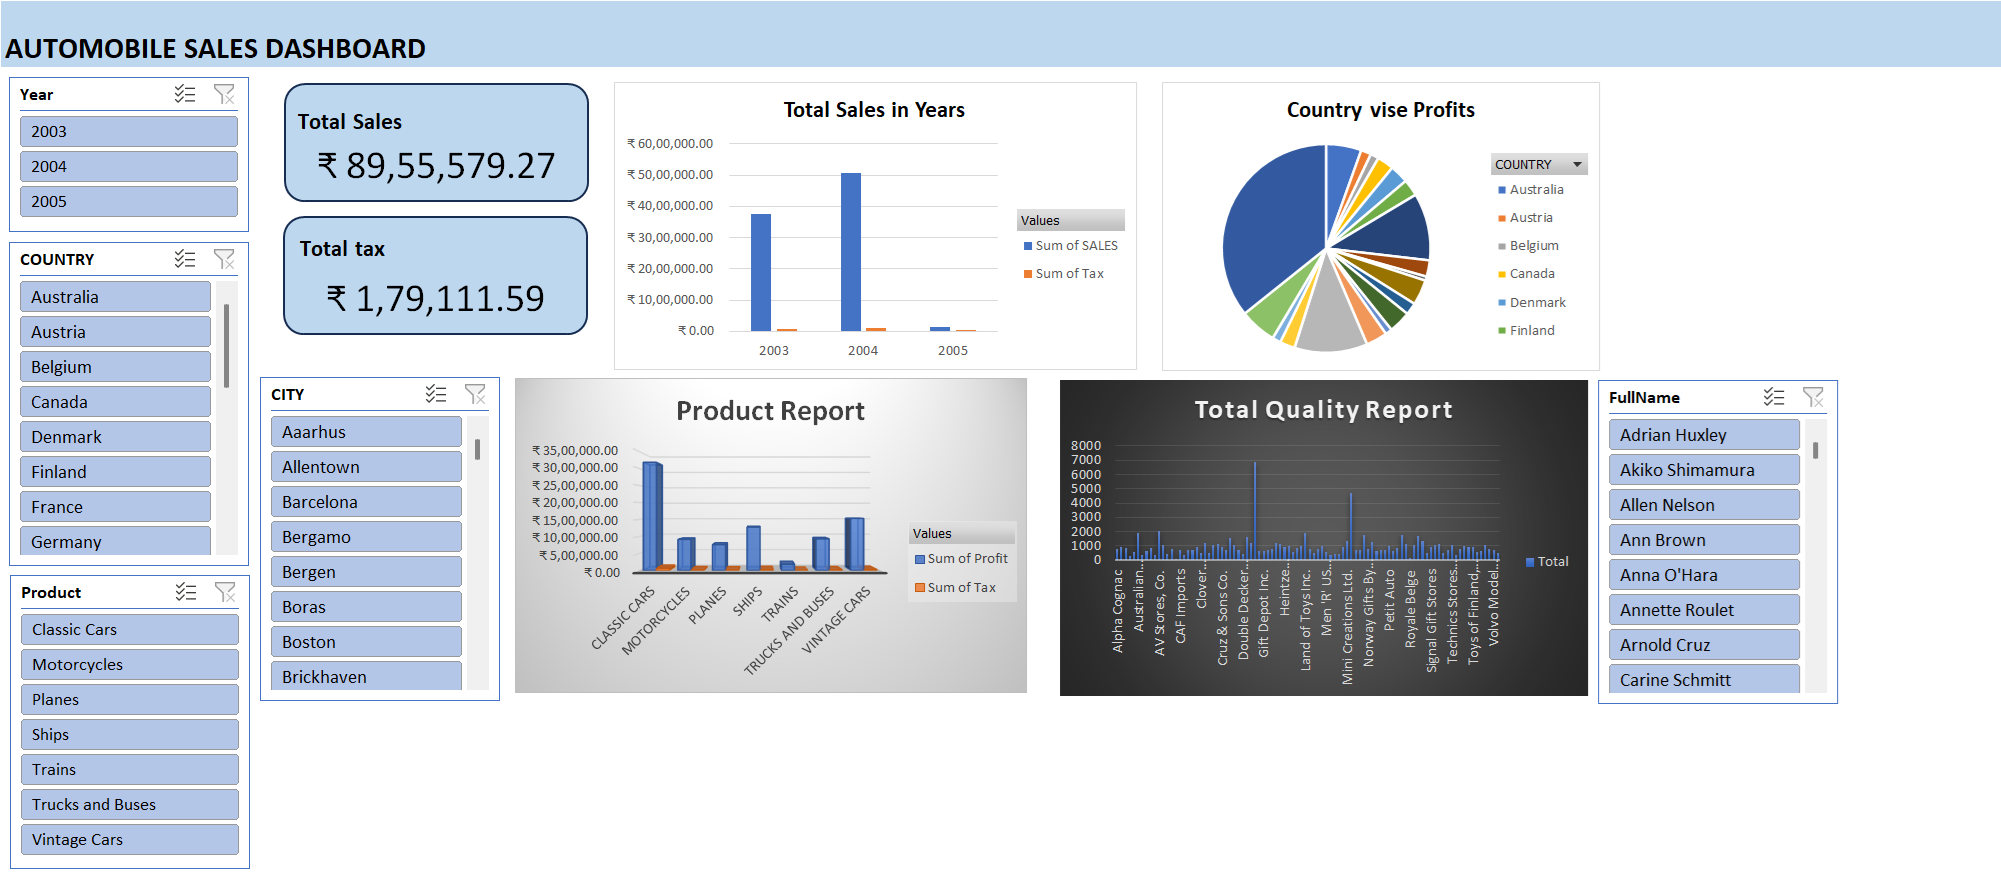 AUTOMOBILE SALES DASHBOARD
Year
2003
2004
2005
COUNTRY
Australia
Austria
Belgium
Canada
Denmark
Finland
France
Germany
Product
Classic Cars
Motorcycles
Planes
Ships
Trains
Trucks and Buses
Vintage Cars
Total Sales
₹ 89,55,579.27
Total tax
₹ 1,79,111.59
CITY
Aaarhus
Allentown
Barcelona
Bergamo
Bergen
Boras
Boston
Brickhaven
Total Sales in Years
₹ 60,00,000.00
₹ 50,00,000.00
₹ 40,00,000.00
₹ 30,00,000.00
₹ 20,00,000.00
₹ 10,00,000.00
₹ 0.00
2003 2004 2005
Values
Sum of SALES
Sum of Tax
Country vise Profits
COUNTRY
Australia
Austria
Belgium
Canada
Denmark
Finland
Product Report
₹ 35,00,000.00
₹ 30,00,000.00
₹ 25,00,000.00
₹ 20,00,000.00
₹ 15,00,000.00
₹ 10,00,000.00
₹ 5,00,000.00
₹ 0.00
CLASSIC CARS
MOTORCYCLES
PLANES
SHIPS
TRAINS
TRUCKS AND BUSES
VINTAGE CARS
Values
Sum of Profit
Sum of Tax
Total Quality Report
8000
7000
6000
5000
4000
3000
2000
1000
0
Alpha Cognac
Australian…
AV Stores, Co.
CAF Imports
Clover…
Cruz & Sons Co.
Double Decker…
Gift Depot Inc.
Heintze…
Land of Toys Inc.
Men 'R' US…
Mini Creations Ltd.
Norway Gifts By…
Petit Auto
Royale Belge
Signal Gift Stores
Technics Stores…
Toys of Finland,…
Volvo Model…
Total
FullName
Adrian Huxley
Akiko Shimamura
Allen Nelson
Ann Brown
Anna O'Hara
Annette Roulet
Arnold Cruz
Carine Schmitt